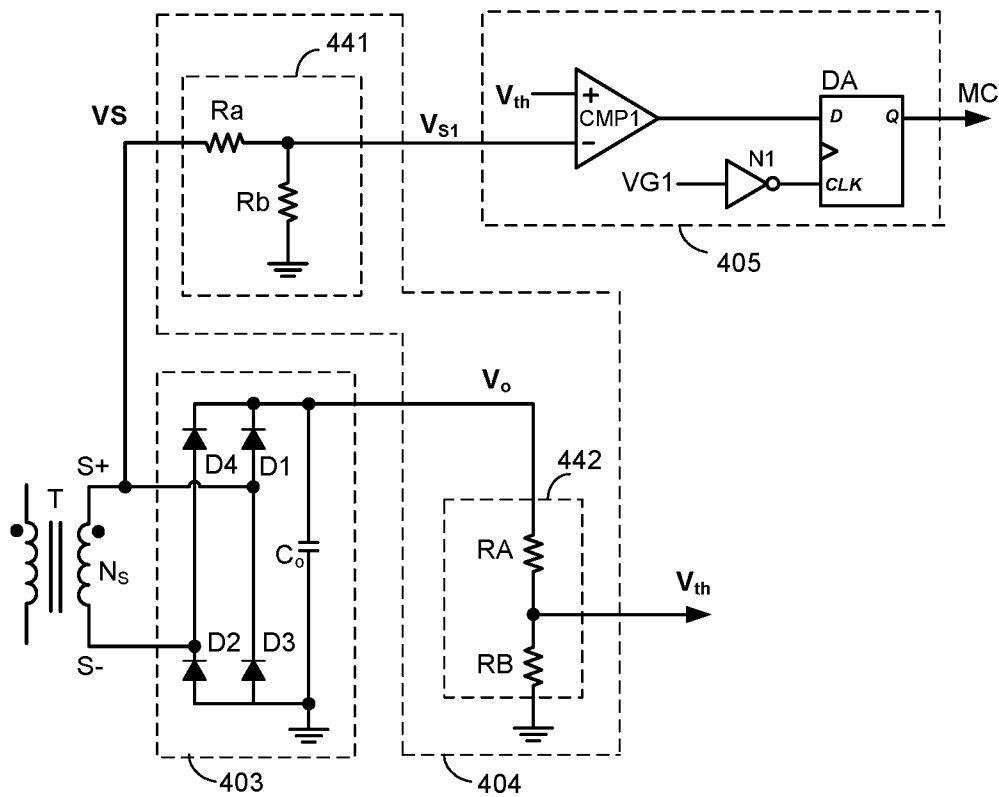 441
DA
VS
Ra
Vth
+
CMP1
−
VS1
D
Q
MC
N1
VG1
CLK
Rb
405
Vo
442
S+
D4
D1
T
NS
Co
RA
Vth
D2
D3
RB
S-
403
404